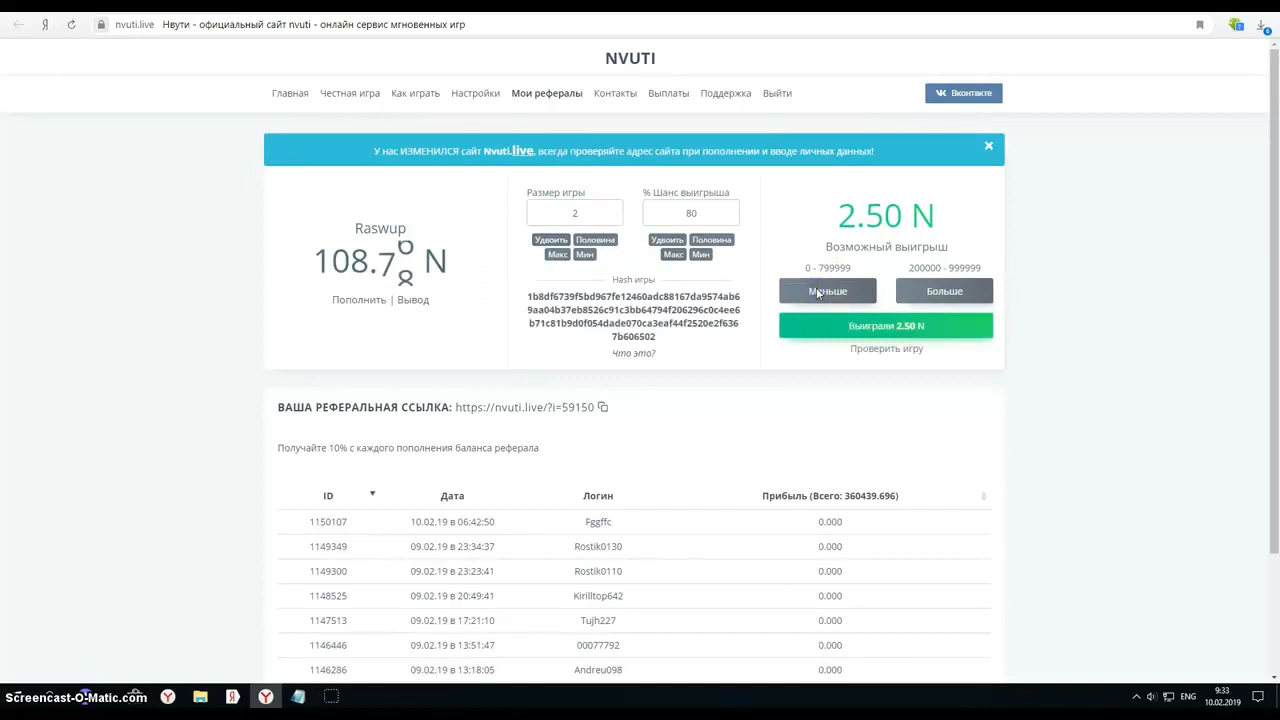 nvuti.live Нвути - официальный сайт nvuti - онлайн сервис мгновенных игр
NVUTI
Главная Честная игра Как играть Настройки Мои рефералы Контакты Выплаты Поддержка Выйти Вконтакте
У нас ИЗМЕНИЛСЯ сайт Nvuti.live, всегда проверяйте адрес сайта при пополнении и вводе личных данных!
Raswup
108.7 N
Пополнить | Вывод
Размер игры % Шанс выигрыша
2 80
Удвоить Половина Удвоить Половина
Макс Мин Макс Мин
Hash игры
1b8df6739f5bd967fe12460adc88167da9574ab6
9aa04b37eb8526c91c3bb64794f206296c0c4ee6
b71c81b9d0f054dade070ca3eaf44f2520e2f636
7b606502
Что это?
2.50 N
Возможный выигрыш
0 - 799999 200000 - 999999
Меньше Больше
Выиграли 2.50 N
Проверить игру
ВАША РЕФЕРАЛЬНАЯ ССЫЛКА: https://nvuti.live/?i=59150
Получайте 10% с каждого пополнения баланса реферала
ID Дата Логин Прибыль (Всего: 360439.696)
1150107 10.02.19 в 06:42:50 Fggffc 0.000
1149349 09.02.19 в 23:34:37 Rostik0130 0.000
1149300 09.02.19 в 23:23:41 Rostik0110 0.000
1148525 09.02.19 в 20:49:41 Kirilltop642 0.000
1147513 09.02.19 в 17:21:10 Tujh227 0.000
1146446 09.02.19 в 13:51:47 00077792 0.000
1146286 09.02.19 в 13:18:05 Andreu098 0.000
Screencast-O-Matic.com
ENG
9:33
10.02.2019